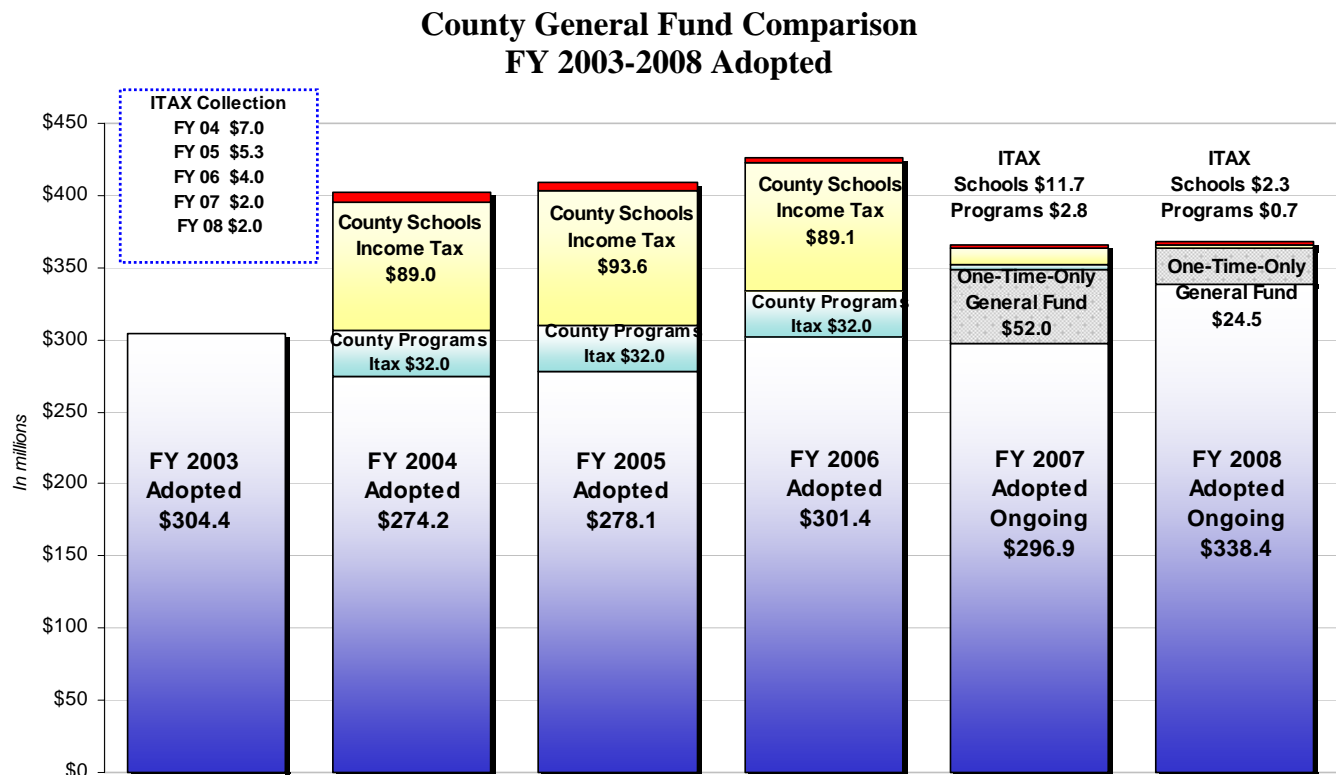 County General Fund Comparison
FY 2003-2008 Adopted
ITAX Collection
FY 04 $7.0
FY 05 $5.3
FY 06 $4.0
FY 07 $2.0
FY 08 $2.0
In millions
$450
$400
$350
$300
$250
$200
$150
$100
$50
$0
FY 2003
Adopted
$304.4
County Schools
Income Tax
$89.0
County Programs
Itax $32.0
FY 2004
Adopted
$274.2
County Schools
Income Tax
$93.6
County Programs
Itax $32.0
FY 2005
Adopted
$278.1
County Schools
Income Tax
$89.1
County Programs
Itax $32.0
FY 2006
Adopted
$301.4
ITAX
Schools $11.7
Programs $2.8
One-Time-Only
General Fund
$52.0
FY 2007
Adopted
Ongoing
$296.9
ITAX
Schools $2.3
Programs $0.7
One-Time-Only
General Fund
$24.5
FY 2008
Adopted
Ongoing
$338.4